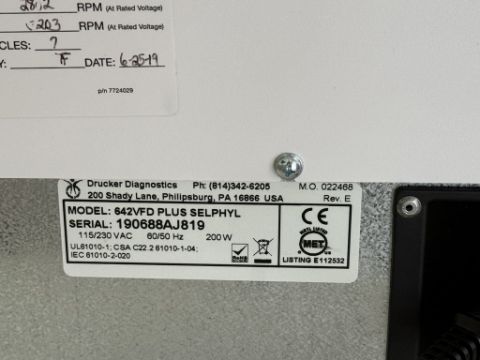 RPM (At Rated Voltage)
RPM (At Rated Voltage)
CLES: 7
Y: TF DATE: 6-25-19
p/n 7724029
Drucker Diagnostics Ph: (814)342-6205 M.O. 022468
200 Shady Lane, Philipsburg, PA 16866 USA Rev. E
MODEL: 642VFD PLUS SELPHYL
SERIAL: 190688AJ819
115/230 VAC 60/50 Hz 200W
UL61010-1; CSA C22.2 61010-1-04;
IEC 61010-2-020
RoHS
CE
MET
LISTING E112532